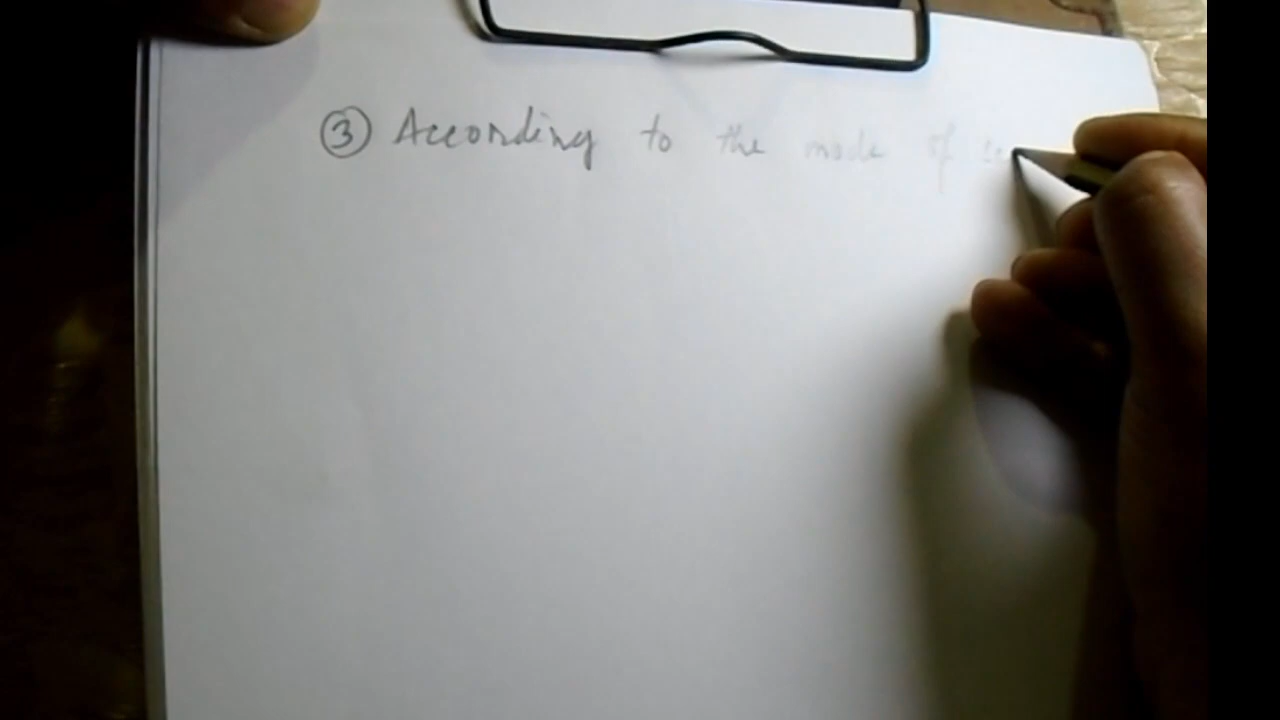 ③ According to the mode of